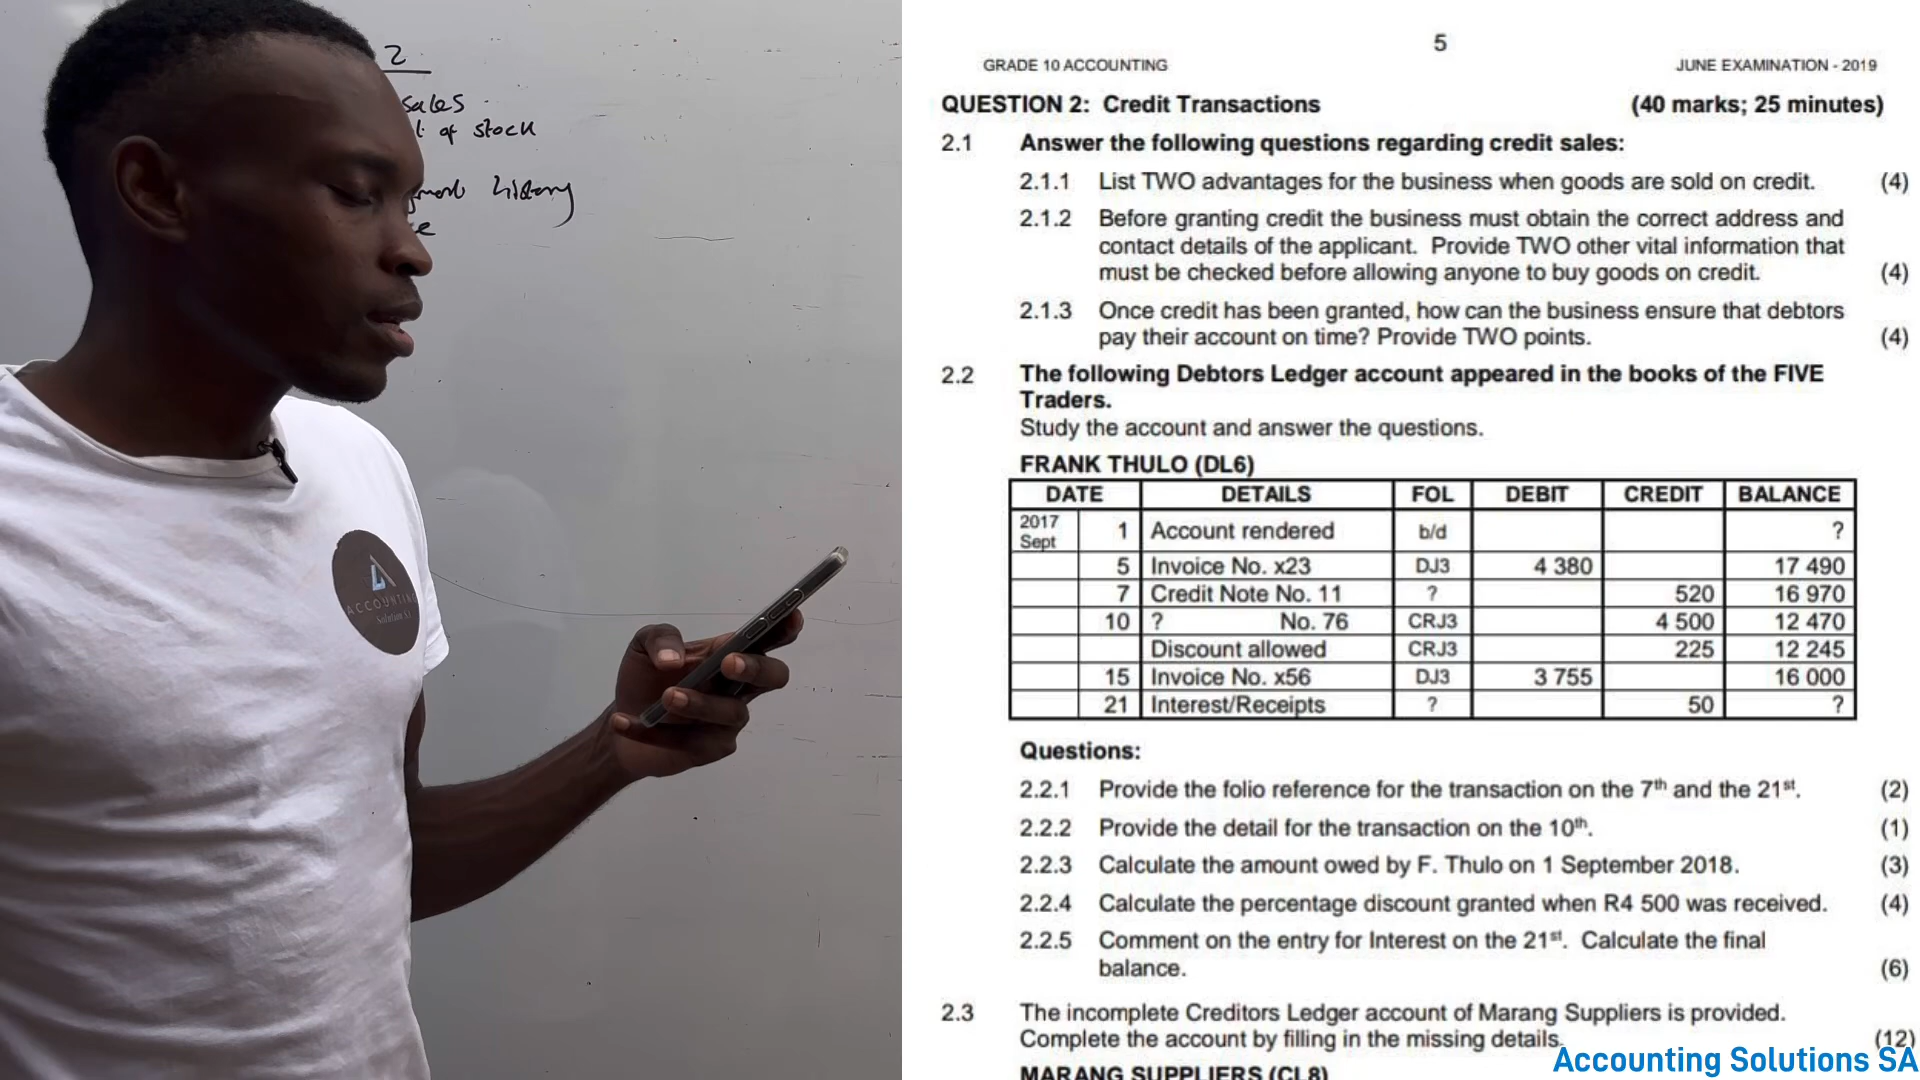 2
sales
of stock
history
ACCOUNTING
Solution SA
5
GRADE 10 ACCOUNTING JUNE EXAMINATION - 2019
QUESTION 2: Credit Transactions (40 marks; 25 minutes)
2.1 Answer the following questions regarding credit sales:
2.1.1 List TWO advantages for the business when goods are sold on credit. (4)
2.1.2 Before granting credit the business must obtain the correct address and
contact details of the applicant. Provide TWO other vital information that
must be checked before allowing anyone to buy goods on credit. (4)
2.1.3 Once credit has been granted, how can the business ensure that debtors
pay their account on time? Provide TWO points. (4)
2.2 The following Debtors Ledger account appeared in the books of the FIVE
Traders.
Study the account and answer the questions.
FRANK THULO (DL6)
DATE DETAILS FOL DEBIT CREDIT BALANCE
2017
Sept 1 Account rendered b/d ?
5 Invoice No. x23 DJ3 4 380 17 490
7 Credit Note No. 11 ? 520 16 970
10 ? No. 76 CRJ3 4 500 12 470
Discount allowed CRJ3 225 12 245
15 Invoice No. x56 DJ3 3 755 16 000
21 Interest/Receipts ? 50 ?
Questions:
2.2.1 Provide the folio reference for the transaction on the 7th and the 21st. (2)
2.2.2 Provide the detail for the transaction on the 10th. (1)
2.2.3 Calculate the amount owed by F. Thulo on 1 September 2018. (3)
2.2.4 Calculate the percentage discount granted when R4 500 was received. (4)
2.2.5 Comment on the entry for Interest on the 21st. Calculate the final
balance. (6)
2.3 The incomplete Creditors Ledger account of Marang Suppliers is provided.
Complete the account by filling in the missing details. (12)
MARANG SUPPLIERS (CL8)
Accounting Solutions SA